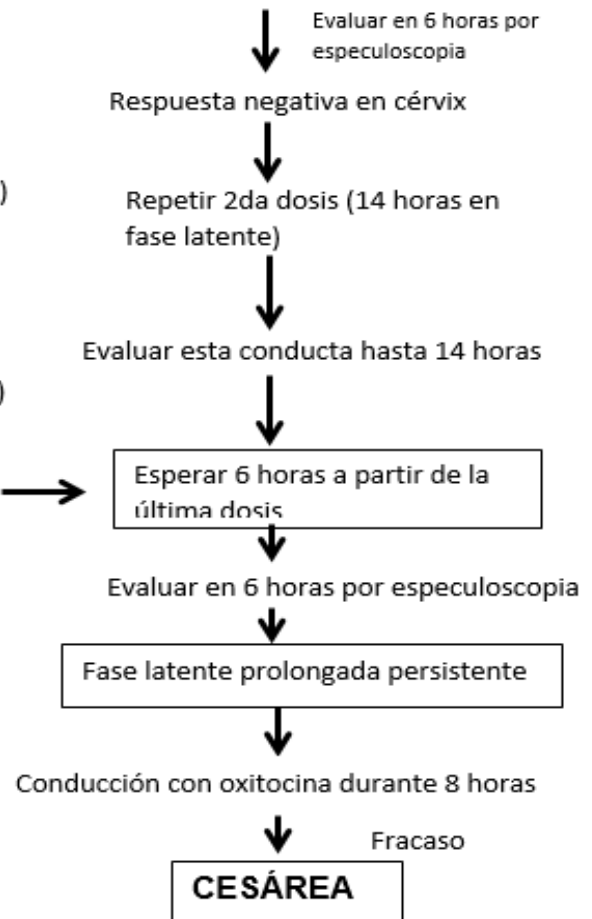 Evaluar en 6 horas por
especuloscopia
Respuesta negativa en cérvix
)
Repetir 2da dosis (14 horas en
fase latente)
Evaluar esta conducta hasta 14 horas
)
Esperar 6 horas a partir de la
última dosis
Evaluar en 6 horas por especuloscopia
Fase latente prolongada persistente
Conducción con oxitocina durante 8 horas
Fracaso
CESÁREA